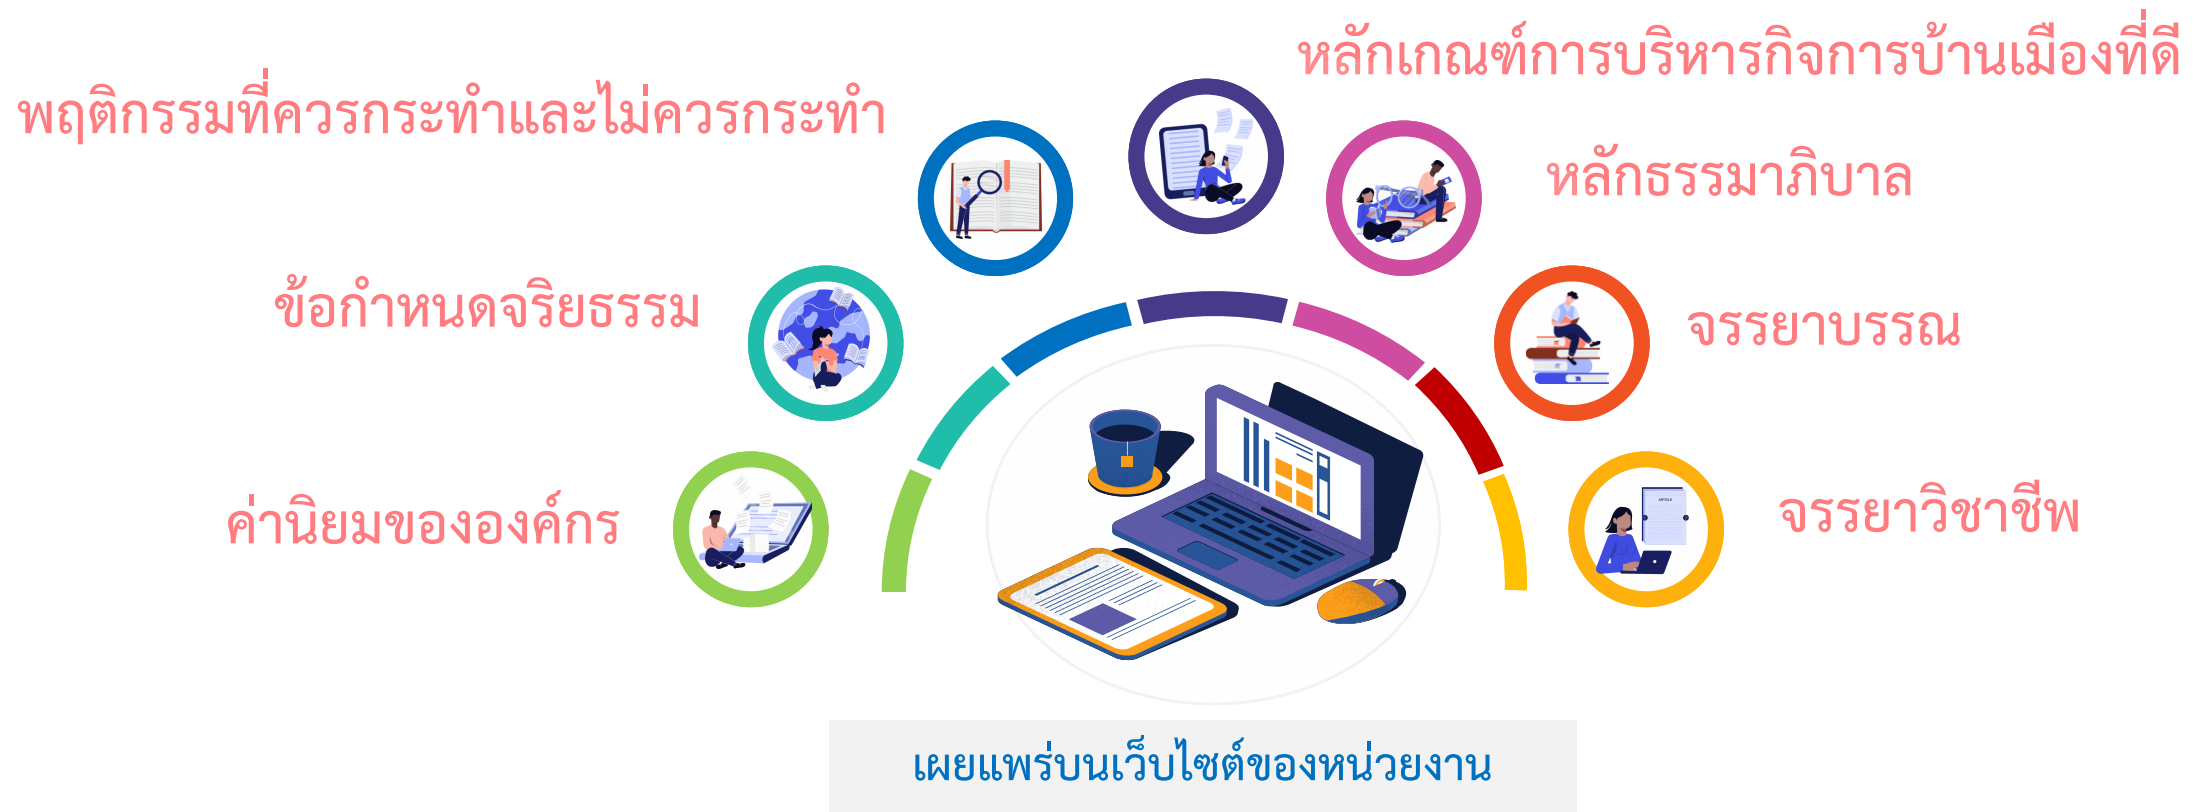 หลักเกณฑ์การบริหารกิจการบ้านเมืองที่ดี
พฤติกรรมที่ควรกระทำและไม่ควรกระทำ
หลักธรรมาภิบาล
ข้อกำหนดจริยธรรม
จรรยาบรรณ
ค่านิยมขององค์กร
จรรยาวิชาชีพ
ARTICLE
เผยแพร่บนเว็บไซต์ของหน่วยงาน